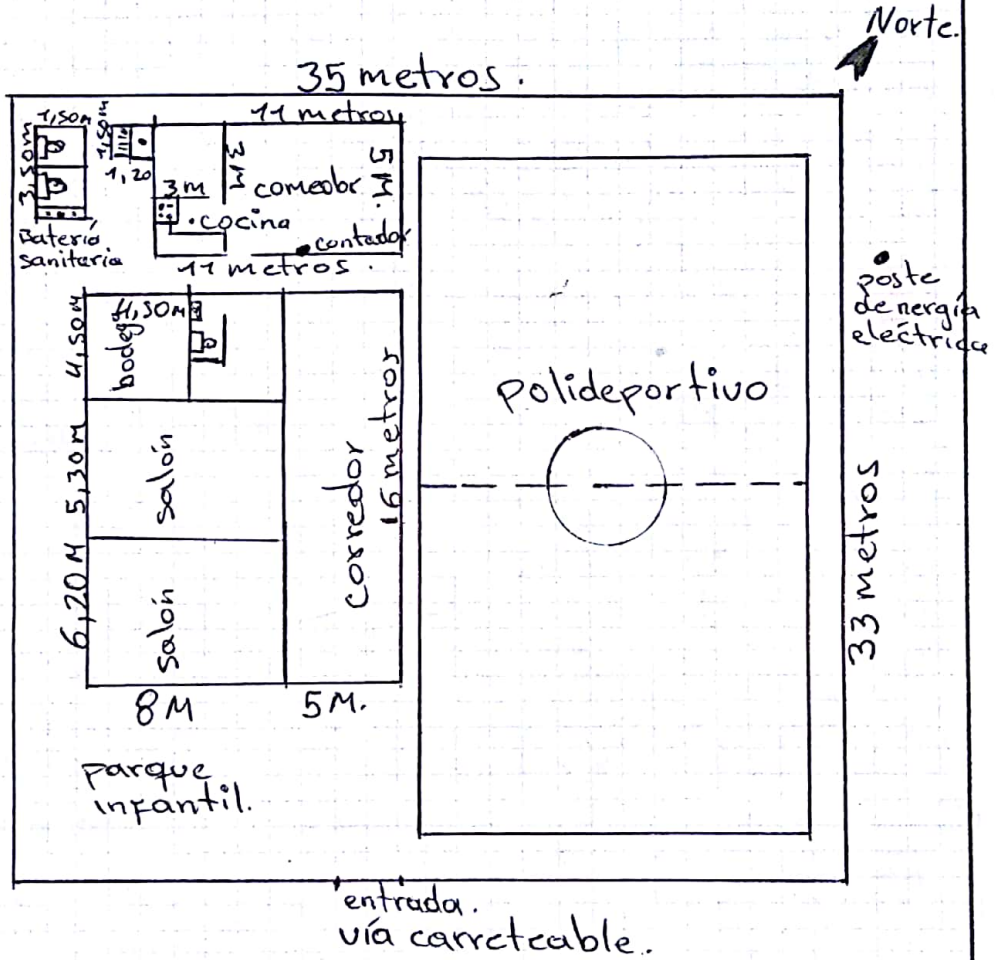 Norte.
35 metros.
1,50M
1,50M
11 metros
3,50m
1,20
3M
5 M.
3M
comedor
cocina
contador
Batería
sanitaria
11 metros.
poste
de nergía
eléctrica
4,50M
4,50M
bodega
polideportivo
5,30M
Salón
Corredor
16 metros
6,20M
Salón
33 metros
8M
5M.
parque
infantil.
entrada.
vía carreteable.